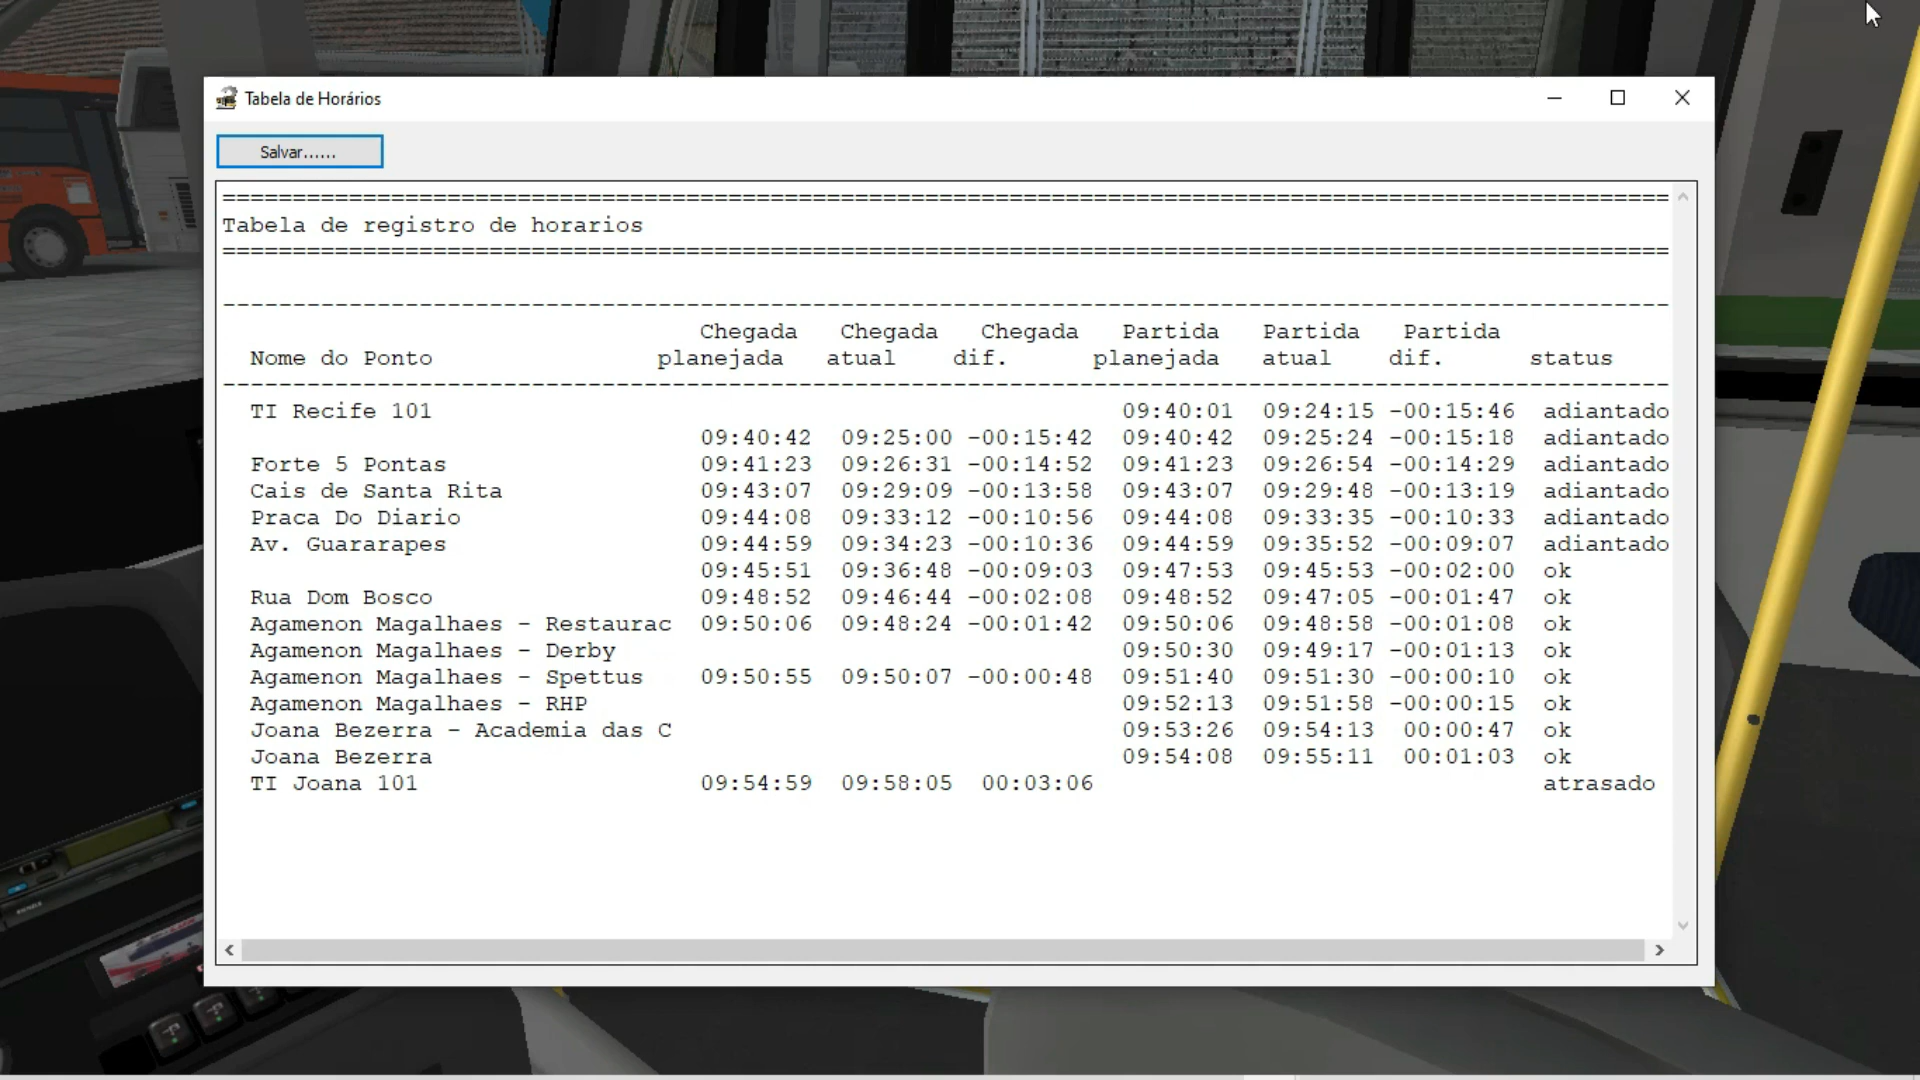 Tabela de Horários
Salvar......
=======================================================================================================
Tabela de registro de horarios
=======================================================================================================
-------------------------------------------------------------------------------------------------------
Chegada Chegada Chegada Partida Partida Partida
Nome do Ponto planejada atual dif. planejada atual dif. status
-------------------------------------------------------------------------------------------------------
TI Recife 101 09:40:01 09:24:15 -00:15:46 adiantado
09:40:42 09:25:00 -00:15:42 09:40:42 09:25:24 -00:15:18 adiantado
Forte 5 Pontas 09:41:23 09:26:31 -00:14:52 09:41:23 09:26:54 -00:14:29 adiantado
Cais de Santa Rita 09:43:07 09:29:09 -00:13:58 09:43:07 09:29:48 -00:13:19 adiantado
Praca Do Diario 09:44:08 09:33:12 -00:10:56 09:44:08 09:33:35 -00:10:33 adiantado
Av. Guararapes 09:44:59 09:34:23 -00:10:36 09:44:59 09:35:52 -00:09:07 adiantado
09:45:51 09:36:48 -00:09:03 09:47:53 09:45:53 -00:02:00 ok
Rua Dom Bosco 09:48:52 09:46:44 -00:02:08 09:48:52 09:47:05 -00:01:47 ok
Agamenon Magalhaes - Restaurac 09:50:06 09:48:24 -00:01:42 09:50:06 09:48:58 -00:01:08 ok
Agamenon Magalhaes - Derby 09:50:30 09:49:17 -00:01:13 ok
Agamenon Magalhaes - Spettus 09:50:55 09:50:07 -00:00:48 09:51:40 09:51:30 -00:00:10 ok
Agamenon Magalhaes - RHP 09:52:13 09:51:58 -00:00:15 ok
Joana Bezerra - Academia das C 09:53:26 09:54:13 00:00:47 ok
Joana Bezerra 09:54:08 09:55:11 00:01:03 ok
TI Joana 101 09:54:59 09:58:05 00:03:06 atrasado